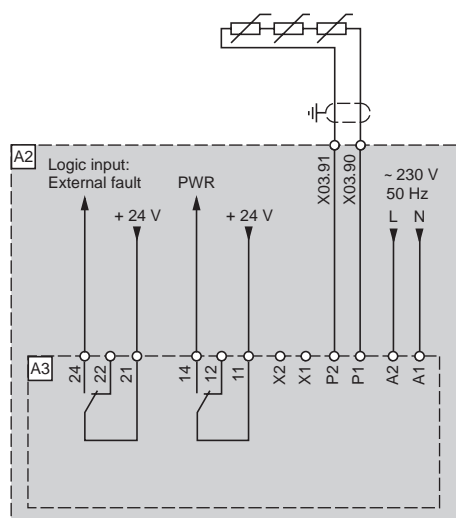 A2
Logic input:
External fault
PWR
+ 24 V
+ 24 V
X03.91
X03.90
~ 230 V
50 Hz
L
N
A3
24
22
21
14
12
11
X2
X1
P2
P1
A2
A1